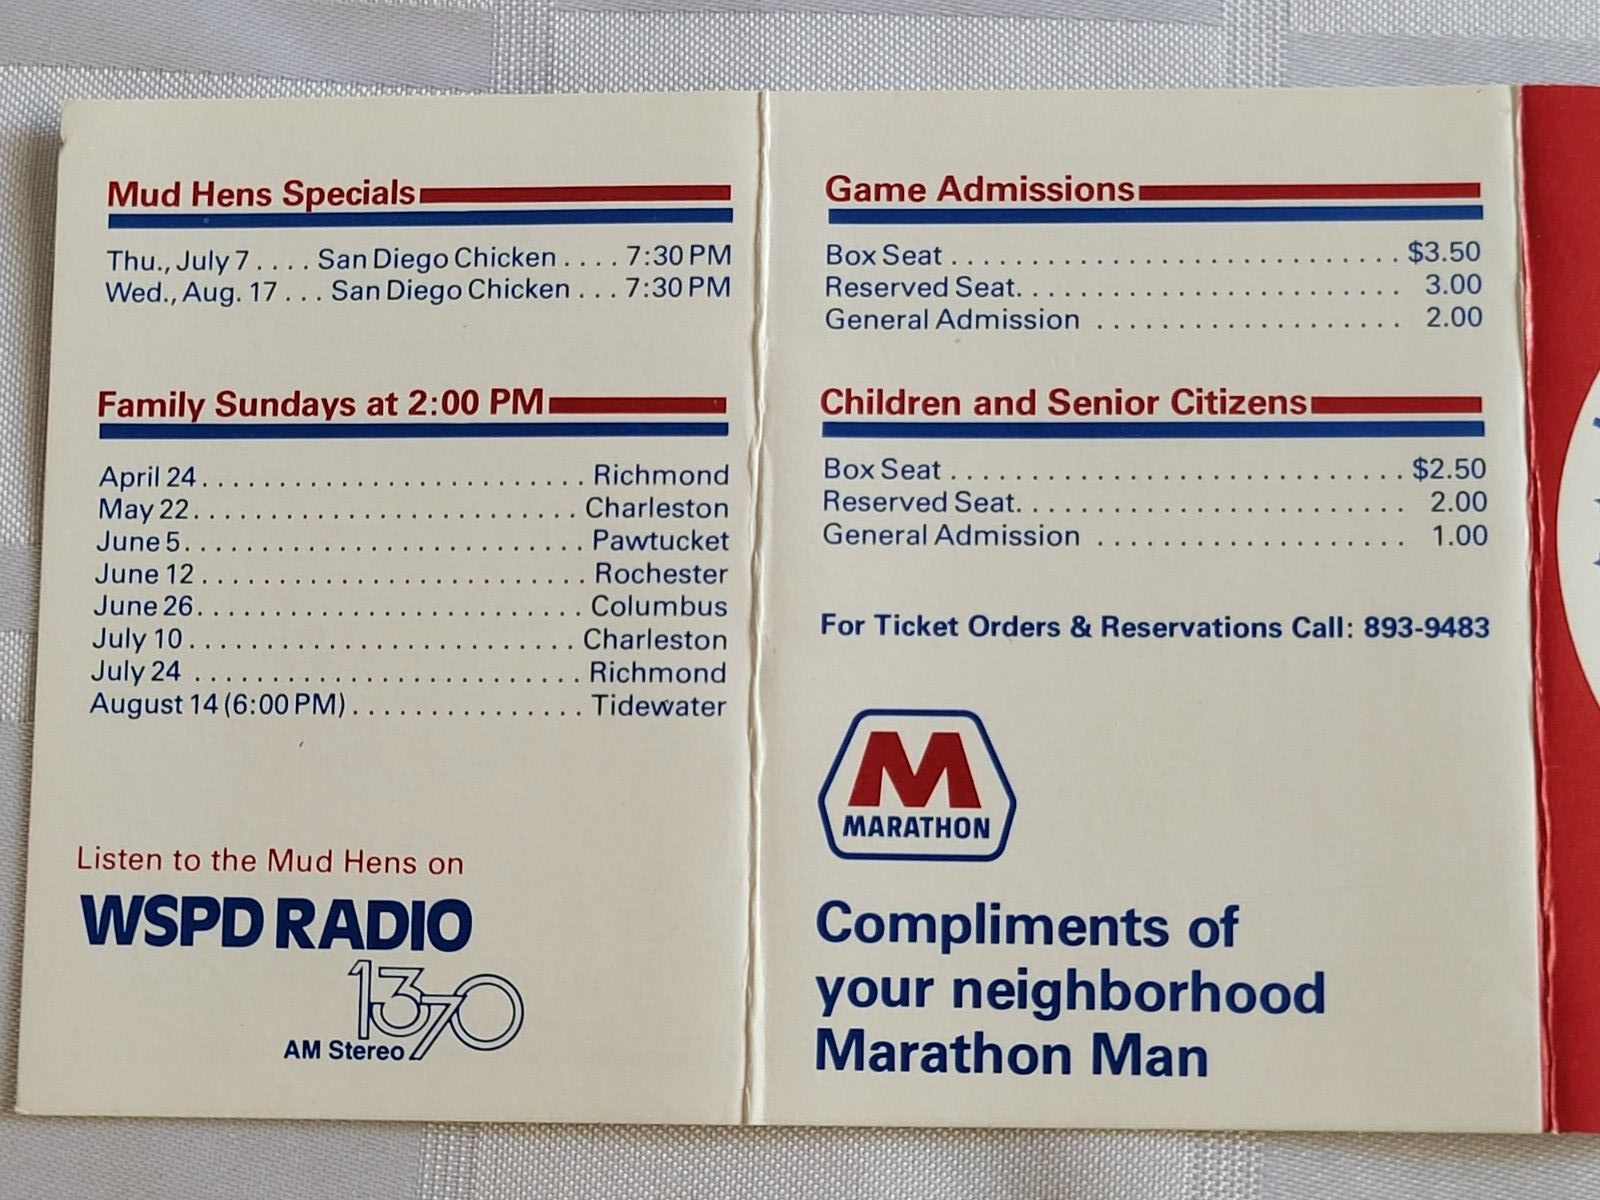 Mud Hens Specials
Thu., July 7 . . . . San Diego Chicken . . . . 7:30 PM
Wed., Aug. 17 . . . San Diego Chicken . . . 7:30 PM
Family Sundays at 2:00 PM
April 24 . . . . . . . . . . . . . . . . . . . . . . . . . Richmond
May 22 . . . . . . . . . . . . . . . . . . . . . . . . . Charleston
June 5 . . . . . . . . . . . . . . . . . . . . . . . . . . Pawtucket
June 12 . . . . . . . . . . . . . . . . . . . . . . . . . Rochester
June 26 . . . . . . . . . . . . . . . . . . . . . . . . . Columbus
July 10 . . . . . . . . . . . . . . . . . . . . . . . . . Charleston
July 24 . . . . . . . . . . . . . . . . . . . . . . . . . Richmond
August 14 (6:00 PM) . . . . . . . . . . . . . . . Tidewater
Listen to the Mud Hens on
WSPD RADIO
1370
AM Stereo
Game Admissions
Box Seat . . . . . . . . . . . . . . . . . . . . . . . . . . . . . $3.50
Reserved Seat. . . . . . . . . . . . . . . . . . . . . . . . . 3.00
General Admission . . . . . . . . . . . . . . . . . . . 2.00
Children and Senior Citizens
Box Seat . . . . . . . . . . . . . . . . . . . . . . . . . . . . . $2.50
Reserved Seat. . . . . . . . . . . . . . . . . . . . . . . . . 2.00
General Admission . . . . . . . . . . . . . . . . . . . 1.00
For Ticket Orders & Reservations Call: 893-9483
M
MARATHON
Compliments of
your neighborhood
Marathon Man